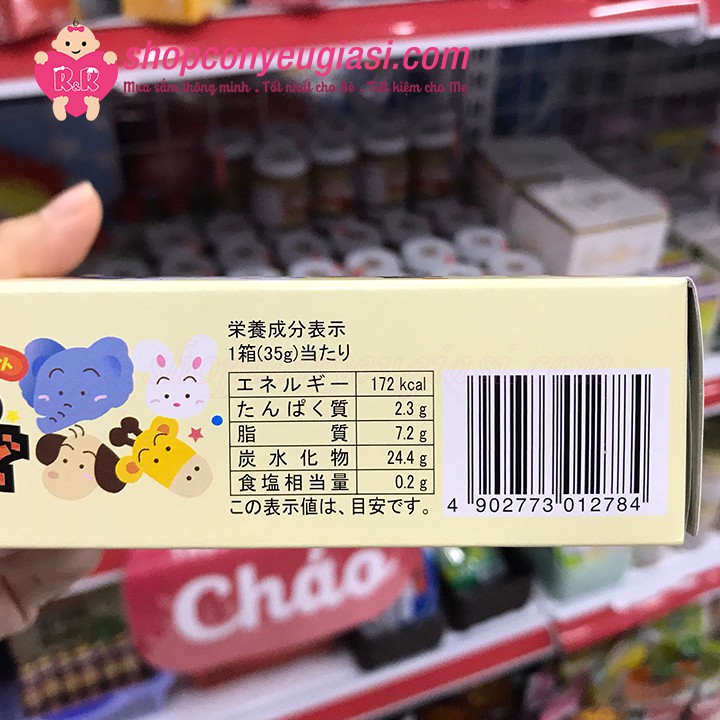 shopconyeugiasi.com
R&R
Mua sắm thông minh . Tốt nhất cho Bé . Tiết kiệm cho Mẹ
栄養成分表示
1箱(35g)当たり
エネルギー 172 kcal
たんぱく質 2.3 g
脂質 7.2 g
炭水化物 24.4 g
食塩相当量 0.2 g
この表示値は、目安です。
4 902773 012784
Cháo